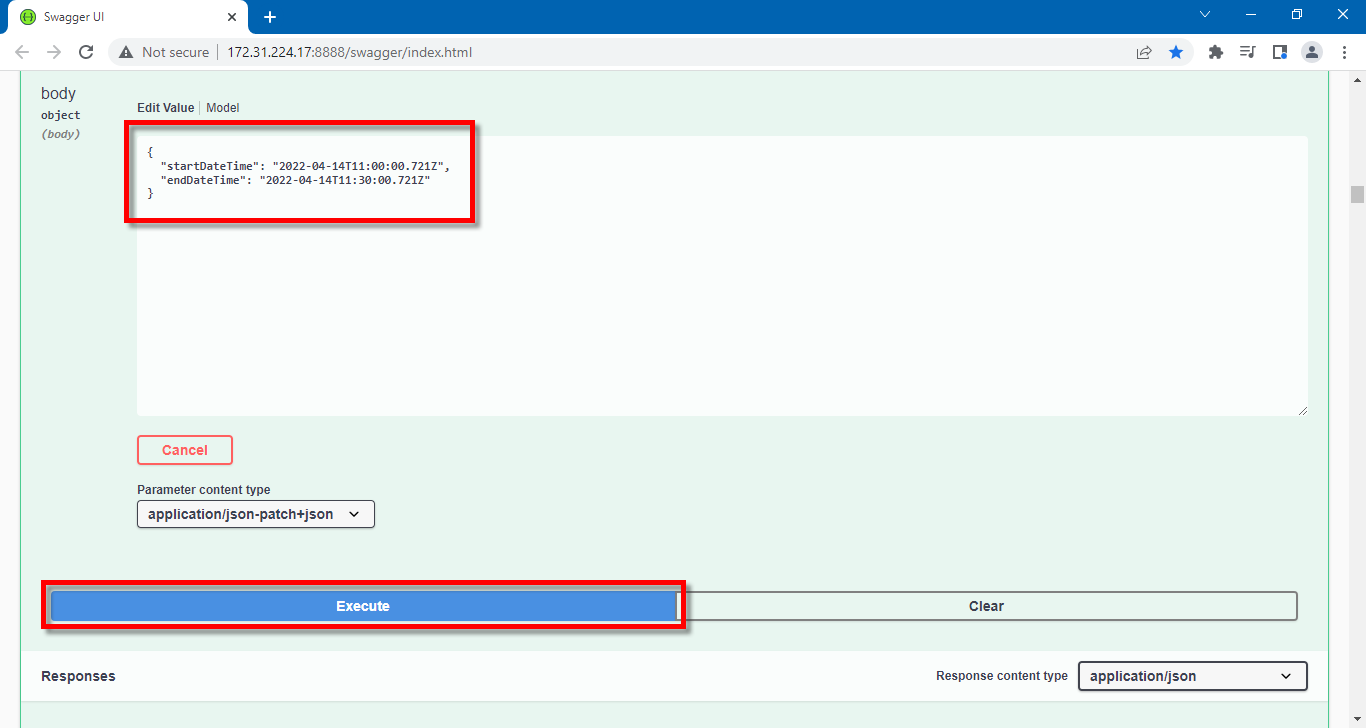 Swagger UI
Not secure 172.31.224.17:8888/swagger/index.html
body
object
(body)
Edit Value Model
{
"startDateTime": "2022-04-14T11:00:00.721Z",
"endDateTime": "2022-04-14T11:30:00.721Z"
}
Cancel
Parameter content type
application/json-patch+json
Execute Clear
Responses Response content type application/json